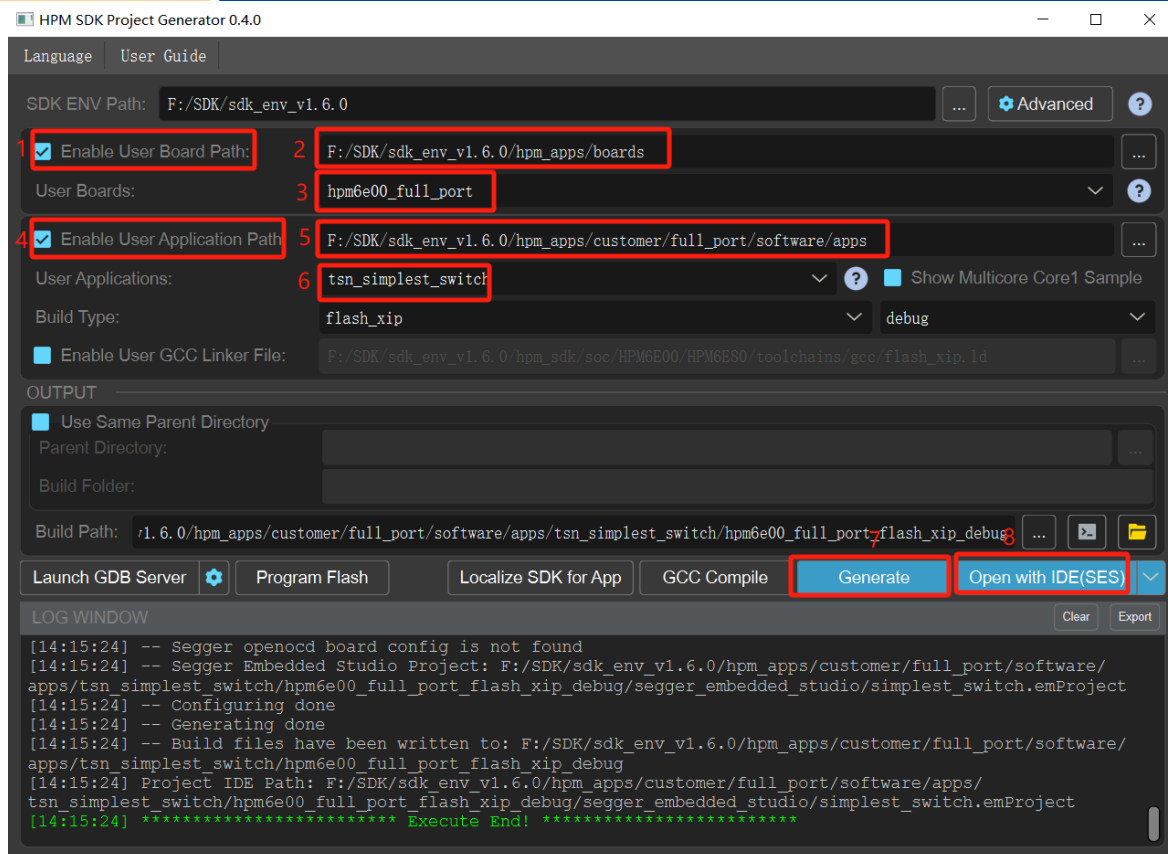 HPM SDK Project Generator 0.4.0
Language User Guide
SDK ENV Path: F:/SDK/sdk_env_v1.6.0 ... Advanced ?
1 Enable User Board Path: 2 F:/SDK/sdk_env_v1.6.0/hpm_apps/boards ...
User Boards: 3 hpm6e00_full_port ?
4 Enable User Application Path 5 F:/SDK/sdk_env_v1.6.0/hpm_apps/customer/full_port/software/apps ...
User Applications: 6 tsn_simplest_switch ? Show Multicore Core1 Sample
Build Type: flash_xip debug
Enable User GCC Linker File: F:/SDK/sdk_env_v1.6.0/hpm_sdk/soc/HPM6E00/HPM6E80/toolchains/gcc/flash_xip.ld ...
OUTPUT
Use Same Parent Directory
Parent Directory: ...
Build Folder:
Build Path: /1.6.0/hpm_apps/customer/full_port/software/apps/tsn_simplest_switch/hpm6e00_full_port_flash_xip_debug ...
7 8
Launch GDB Server Program Flash Localize SDK for App GCC Compile Generate Open with IDE(SES)
LOG WINDOW Clear Export
[14:15:24] -- Segger openocd board config is not found
[14:15:24] -- Segger Embedded Studio Project: F:/SDK/sdk_env_v1.6.0/hpm_apps/customer/full_port/software/
apps/tsn_simplest_switch/hpm6e00_full_port_flash_xip_debug/segger_embedded_studio/simplest_switch.emProject
[14:15:24] -- Configuring done
[14:15:24] -- Generating done
[14:15:24] -- Build files have been written to: F:/SDK/sdk_env_v1.6.0/hpm_apps/customer/full_port/software/
apps/tsn_simplest_switch/hpm6e00_full_port_flash_xip_debug
[14:15:24] Project IDE Path: F:/SDK/sdk_env_v1.6.0/hpm_apps/customer/full_port/software/apps/
tsn_simplest_switch/hpm6e00_full_port_flash_xip_debug/segger_embedded_studio/simplest_switch.emProject
[14:15:24] ************************* Execute End! *************************